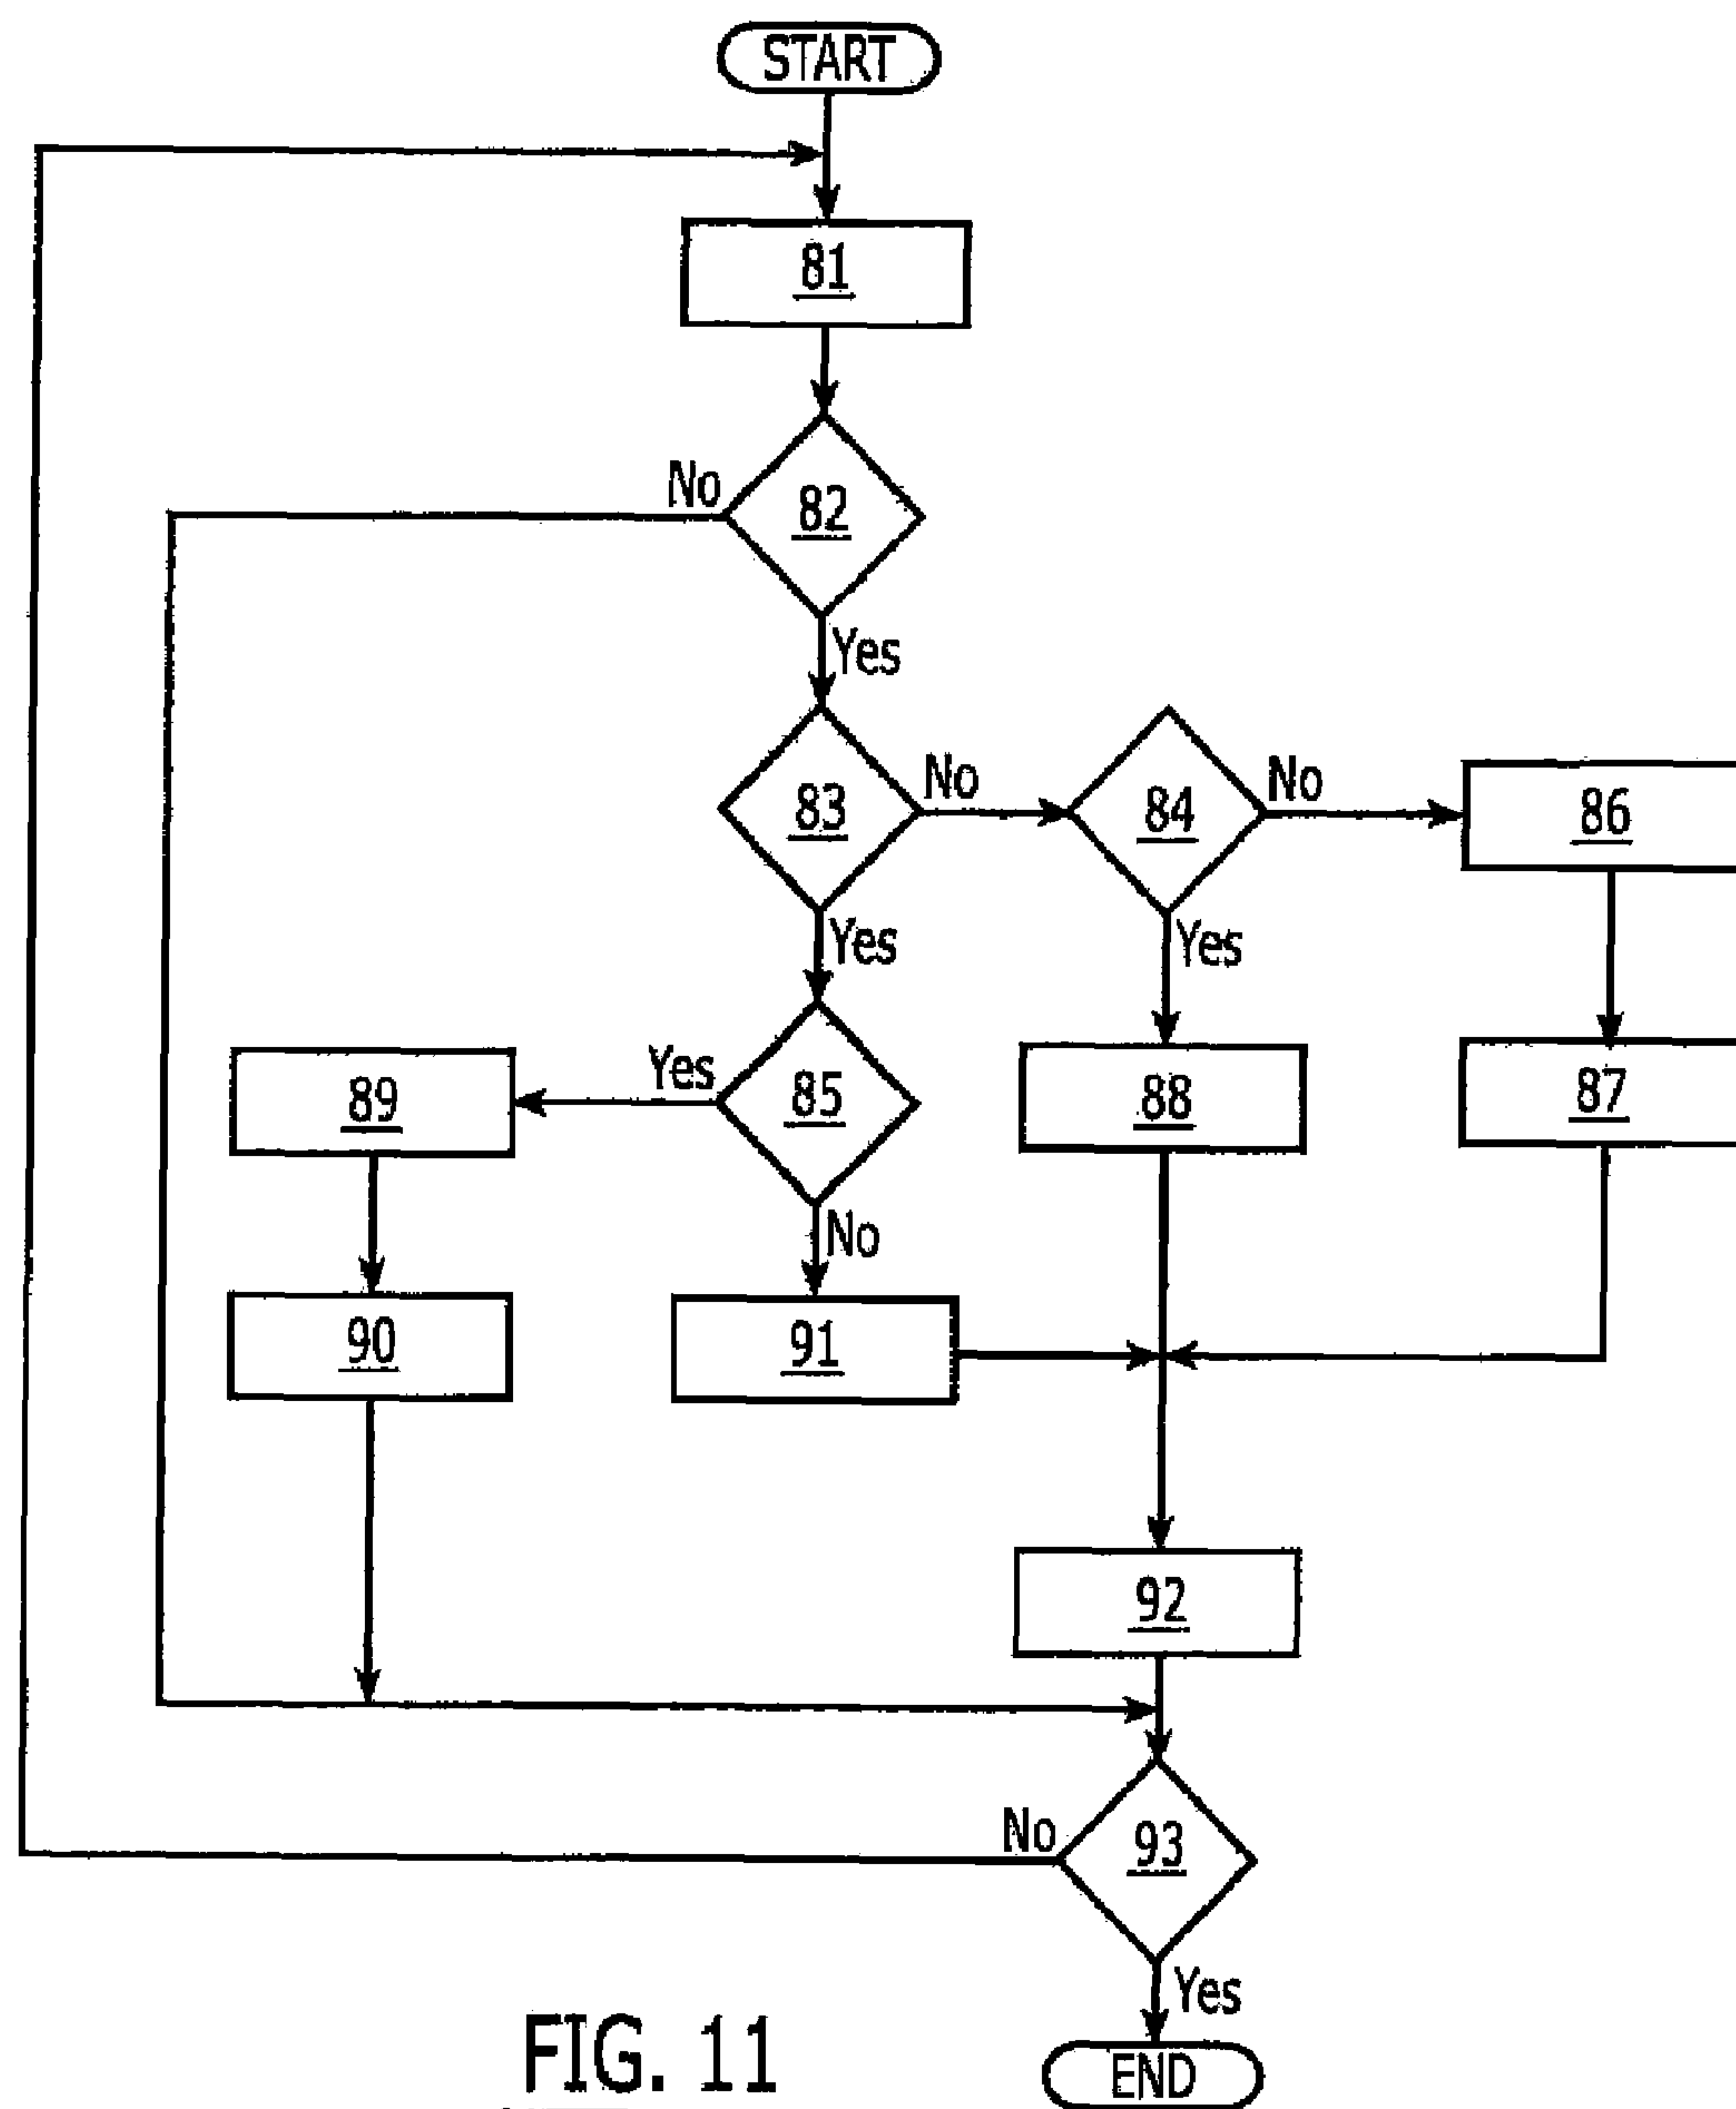 START
81
No
82
Yes
83
No
84
No
86
Yes
Yes
89
Yes
85
88
87
No
90
91
92
No
93
Yes
FIG. 11
END